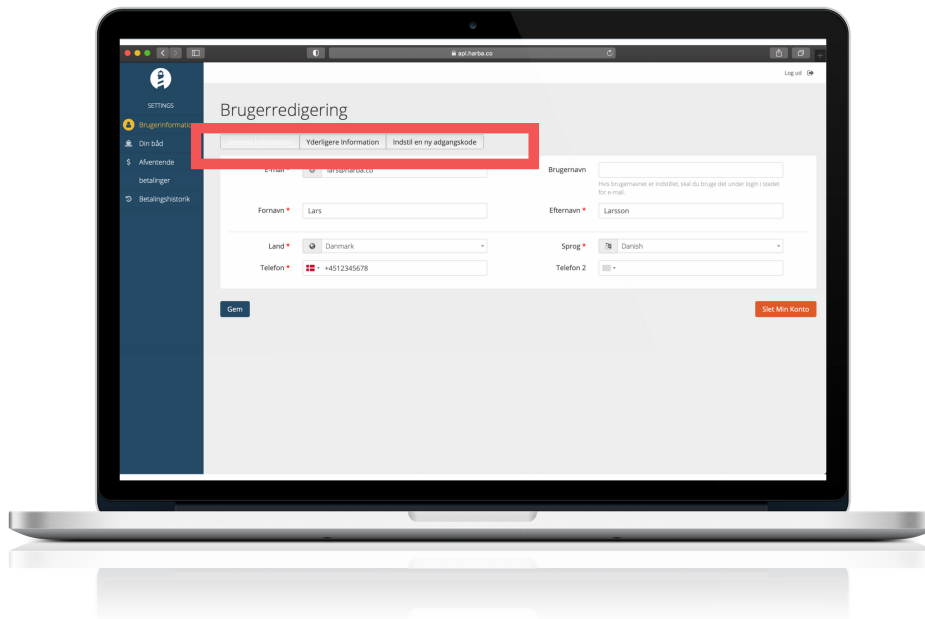 api.harba.co
Log ud
SETTINGS
Brugerinformatio
Din båd
$ Afventende
betalinger
Betalingshistorik
Brugerredigering
Yderligere Information
Indstil en ny adgangskode
E-mail *
lars@harba.co
Brugernavn
Hvis brugernavnet er indstillet, skal du bruge det under login i stedet
for e-mail.
Fornavn *
Lars
Efternavn *
Larsson
Land *
Danmark
Sprog *
Danish
Telefon *
+4512345678
Telefon 2
Gem
Slet Min Konto